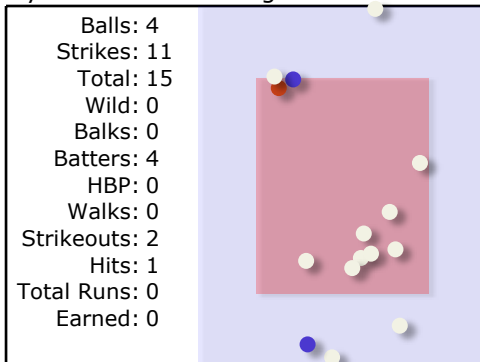 Balls: 4
Strikes: 11
Total: 15
Wild: 0
Balks: 0
Batters: 4
HBP: 0
Walks: 0
Strikeouts: 2
Hits: 1
Total Runs: 0
Earned: 0